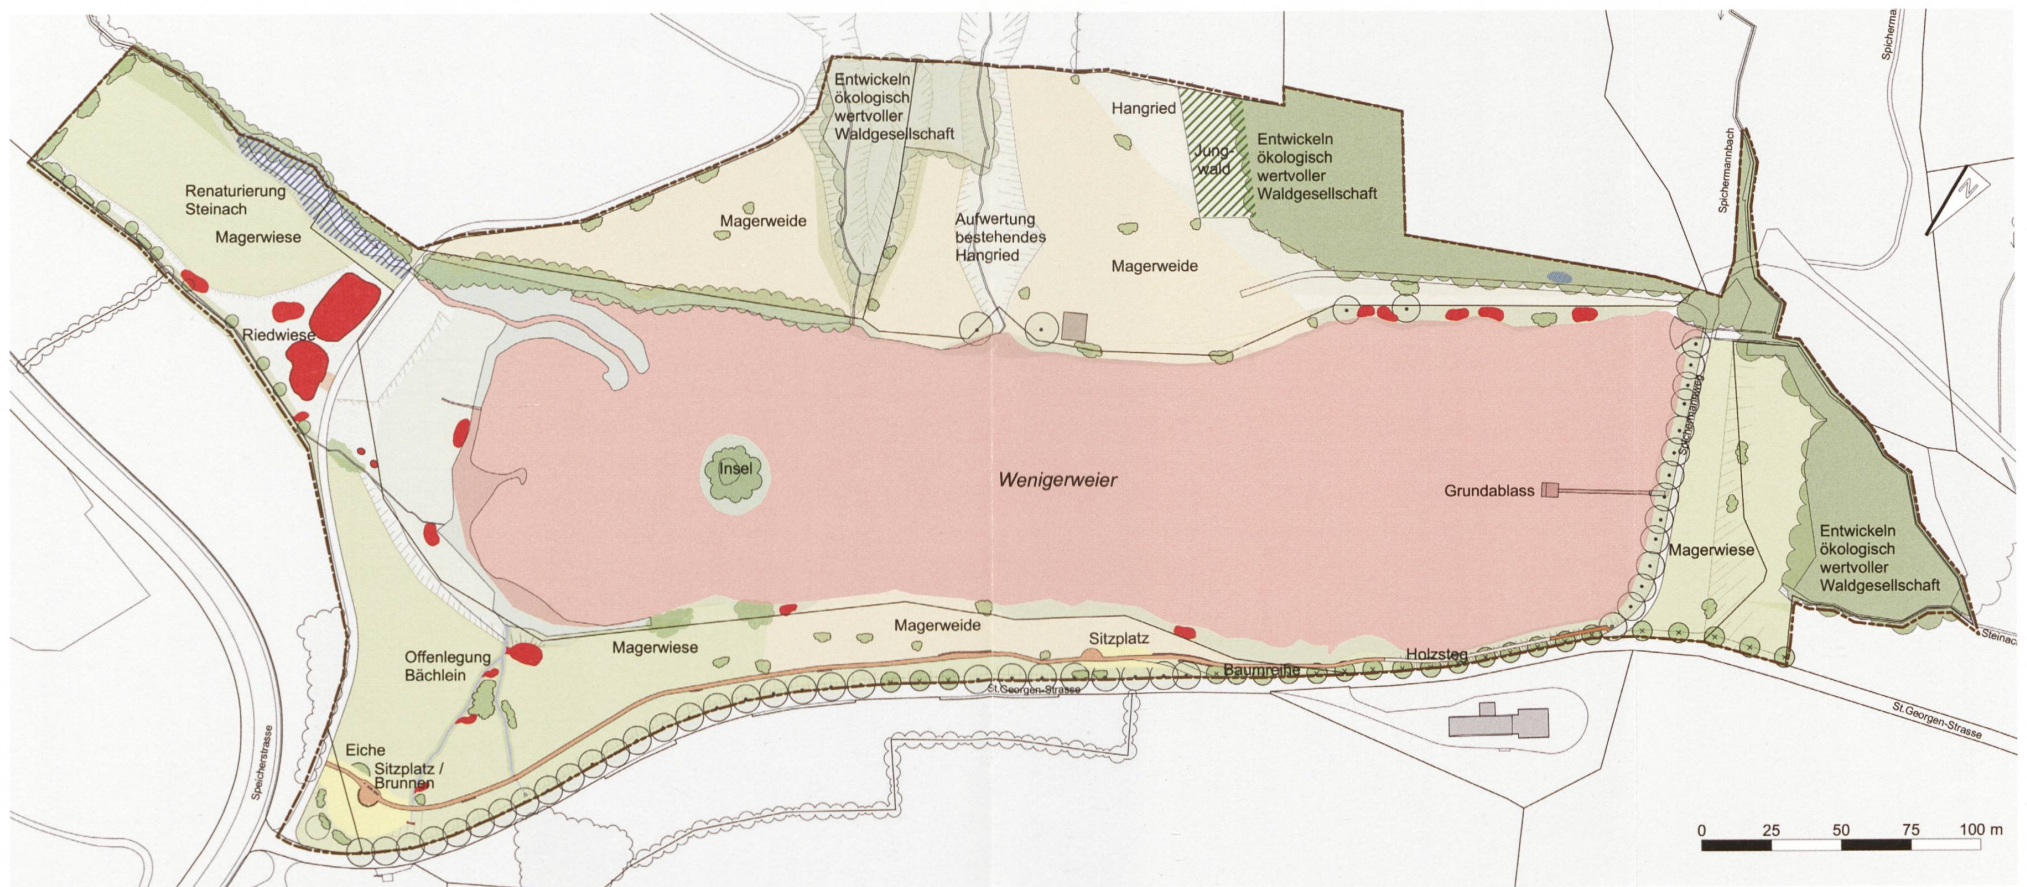 Entwickeln
ökologisch
wertvoller
Waldgesellschaft
Hangried
Jung-
wald
Entwickeln
ökologisch
wertvoller
Waldgesellschaft
Spichermannbach
N
Renaturierung
Steinach
Magerwiese
Magerweide
Aufwertung
bestehendes
Hangried
Magerweide
Riedwiese
Insel
Wenigerweier
Grundablass
Spichermannweg
Magerwiese
Entwickeln
ökologisch
wertvoller
Waldgesellschaft
Magerwiese
Magerweide
Sitzplatz
Offenlegung
Bächlein
Baumreihe
Holzsteg
St.Georgen-Strasse
St.Georgen-Strasse
Speicherstrasse
Eiche
Sitzplatz /
Brunnen
0 25 50 75 100 m